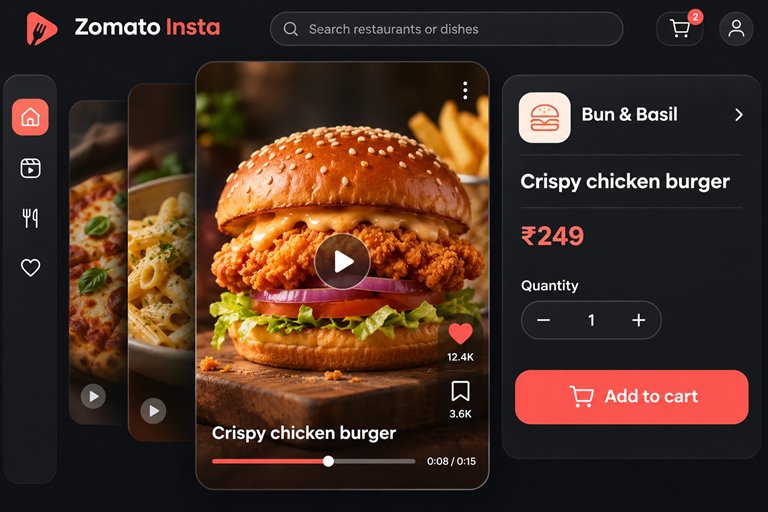 Zomato Insta
Search restaurants or dishes
2
Bun & Basil
Crispy chicken burger
₹249
Quantity
− 1 +
Add to cart
12.4K
3.6K
Crispy chicken burger
0:08 / 0:15